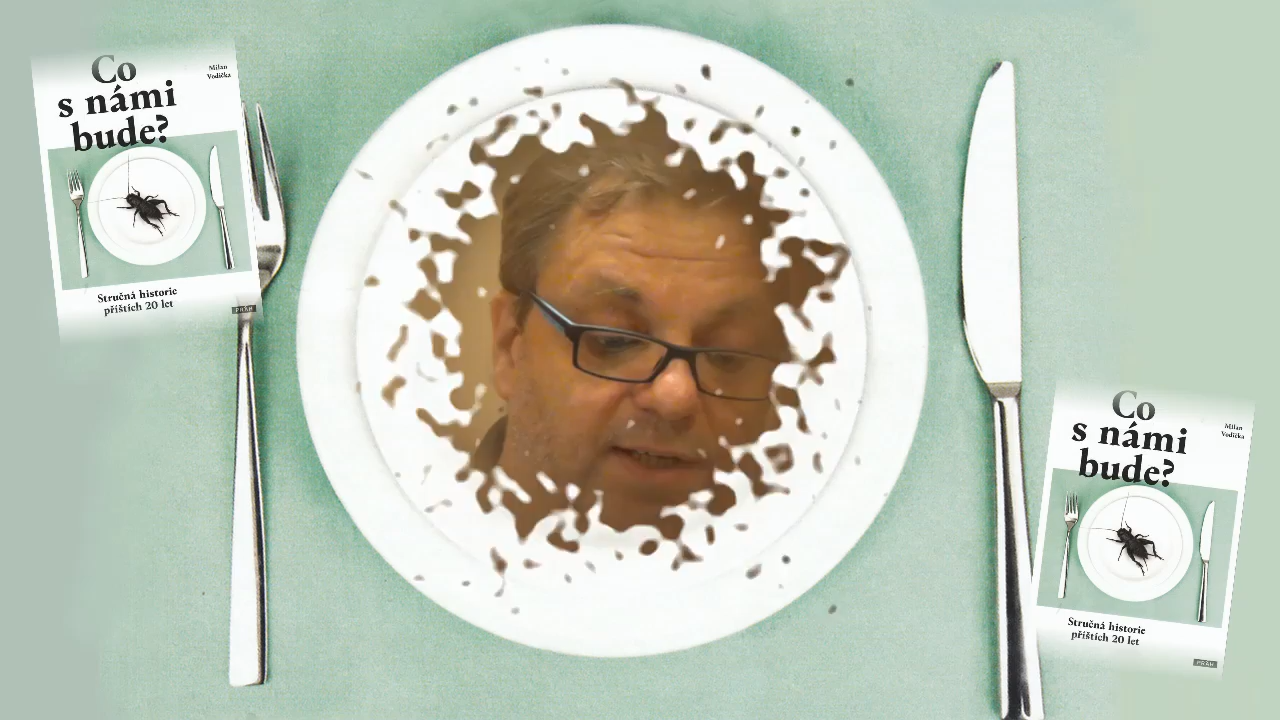 Co
s námi
bude?
Milan
Vodička
Stručná historie
příštích 20 let
PRÁH
Co
s námi
bude?
Milan
Vodička
Stručná historie
příštích 20 let
PRÁH